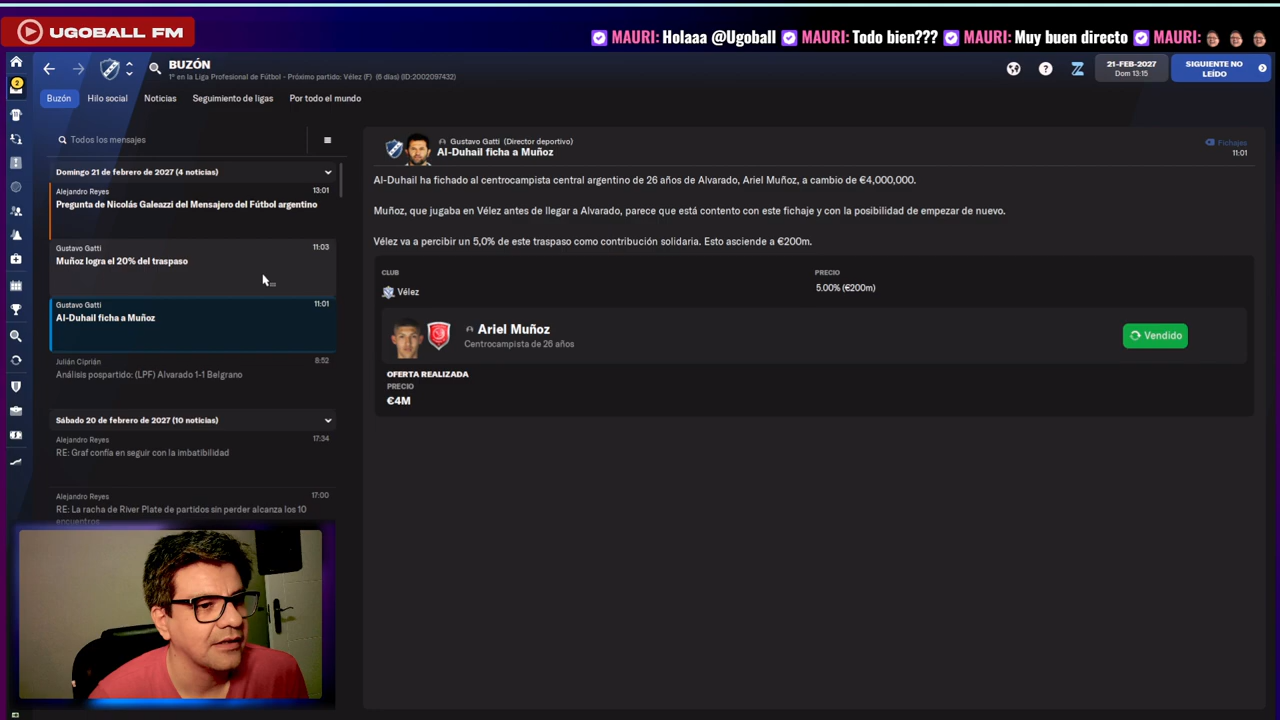 UGOBALL FM
MAURI: Holaaa @Ugoball MAURI: Todo bien??? MAURI: Muy buen directo MAURI:
BUZÓN
1º en la Liga Profesional de Fútbol - Próximo partido: Vélez (F) (6 días) (ID:2002097432)
21-FEB-2027
Dom 13:15
SIGUIENTE NO LEÍDO
2
Buzón Hilo social Noticias Seguimiento de ligas Por todo el mundo
Todos los mensajes
Domingo 21 de febrero de 2027 (4 noticias)
Alejandro Reyes 13:01
Pregunta de Nicolás Galeazzi del Mensajero del Fútbol argentino
Gustavo Gatti 11:03
Muñoz logra el 20% del traspaso
Gustavo Gatti 11:01
Al-Duhail ficha a Muñoz
Julián Ciprián 8:52
Análisis pospartido: (LPF) Alvarado 1-1 Belgrano
Sábado 20 de febrero de 2027 (10 noticias)
Alejandro Reyes 17:34
RE: Graf confía en seguir con la imbatibilidad
Alejandro Reyes 17:00
RE: La racha de River Plate de partidos sin perder alcanza los 10
encuentros
Gustavo Gatti (Director deportivo)
Al-Duhail ficha a Muñoz
Fichajes
11:01
Al-Duhail ha fichado al centrocampista central argentino de 26 años de Alvarado, Ariel Muñoz, a cambio de €4,000,000.
Muñoz, que jugaba en Vélez antes de llegar a Alvarado, parece que está contento con este fichaje y con la posibilidad de empezar de nuevo.
Vélez va a percibir un 5,0% de este traspaso como contribución solidaria. Esto asciende a €200m.
CLUB PRECIO
Vélez 5.00% (€200m)
Ariel Muñoz
Centrocampista de 26 años
Vendido
OFERTA REALIZADA
PRECIO
€4M